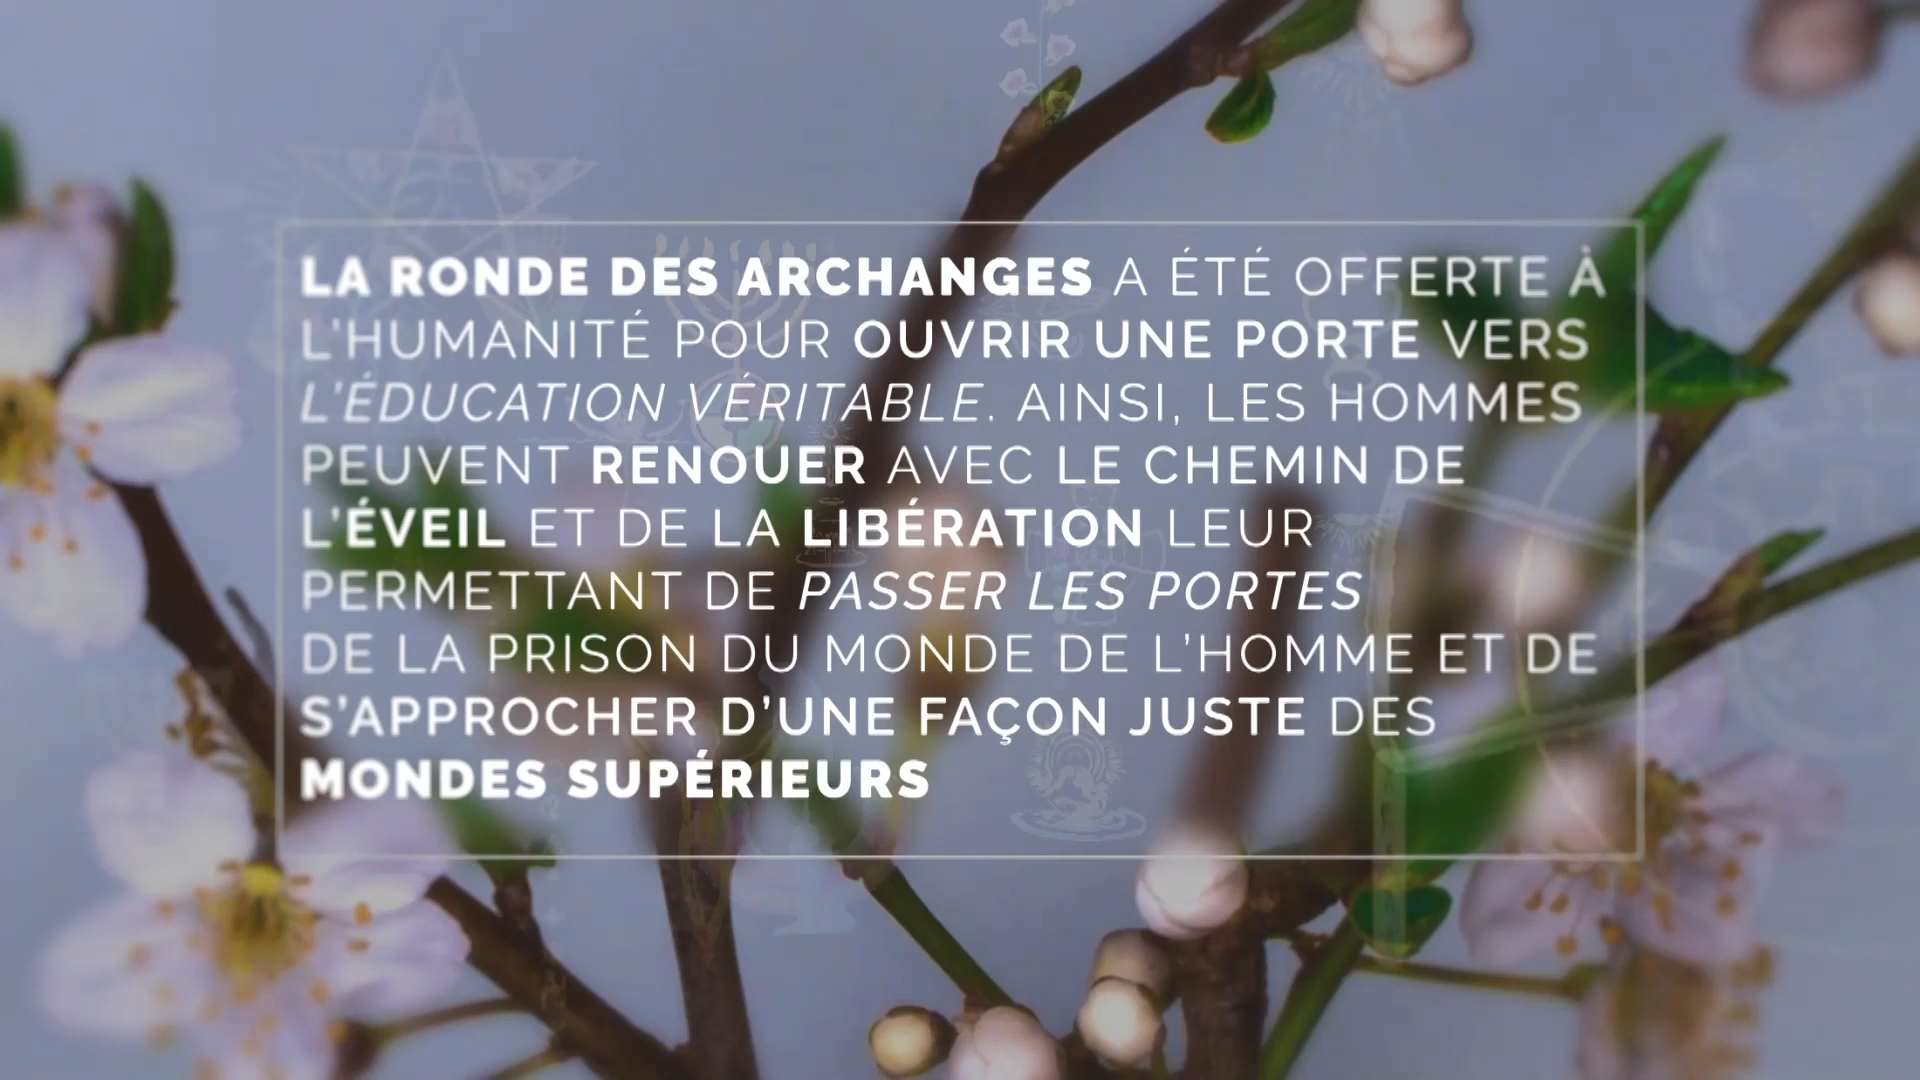 LA RONDE DES ARCHANGES A ÉTÉ OFFERTE À
L'HUMANITÉ POUR OUVRIR UNE PORTE VERS
L'ÉDUCATION VÉRITABLE. AINSI, LES HOMMES
PEUVENT RENOUER AVEC LE CHEMIN DE
L'ÉVEIL ET DE LA LIBÉRATION LEUR
PERMETTANT DE PASSER LES PORTES
DE LA PRISON DU MONDE DE L'HOMME ET DE
S'APPROCHER D'UNE FAÇON JUSTE DES
MONDES SUPÉRIEURS